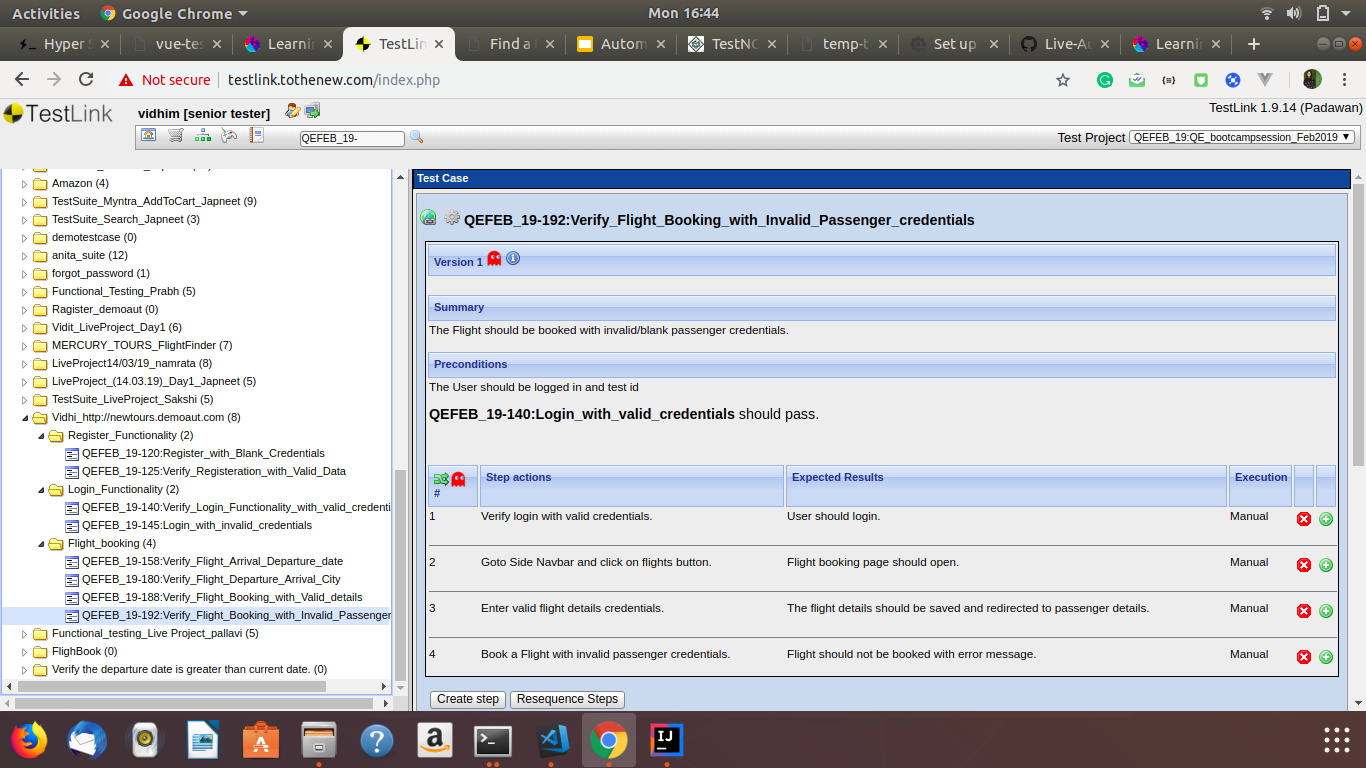 Activities
Google Chrome
Mon 16:44
Hyper
vue-te
Learnin
TestLin
Find a
Autom
TestNG
temp-t
Set up
Live-Au
Learnin
Not secure
testlink.tothenew.com/index.php
TestLink
vidhim [senior tester]
TestLink 1.9.14 (Padawan)
QEFEB_19-
Test Project
QEFEB_19:QE_bootcampsession_Feb2019
Amazon (4)
TestSuite_Myntra_AddToCart_Japneet (9)
TestSuite_Search_Japneet (3)
demotestcase (0)
anita_suite (12)
forgot_password (1)
Functional_Testing_Prabh (5)
Ragister_demoaut (0)
Vidit_LiveProject_Day1 (6)
MERCURY_TOURS_FlightFinder (7)
LiveProject14/03/19_namrata (8)
LiveProject_(14.03.19)_Day1_Japneet (5)
TestSuite_LiveProject_Sakshi (5)
Vidhi_http://newtours.demoaut.com (8)
Register_Functionality (2)
QEFEB_19-120:Register_with_Blank_Credentials
QEFEB_19-125:Verify_Registeration_with_Valid_Data
Login_Functionality (2)
QEFEB_19-140:Verify_Login_Functionality_with_valid_credenti
QEFEB_19-145:Login_with_invalid_credentials
Flight_booking (4)
QEFEB_19-158:Verify_Flight_Arrival_Departure_date
QEFEB_19-180:Verify_Flight_Departure_Arrival_City
QEFEB_19-188:Verify_Flight_Booking_with_Valid_details
QEFEB_19-192:Verify_Flight_Booking_with_Invalid_Passenger
Functional_testing_Live Project_pallavi (5)
FlighBook (0)
Verify the departure date is greater than current date. (0)
Test Case
QEFEB_19-192:Verify_Flight_Booking_with_Invalid_Passenger_credentials
Version 1
Summary
The Flight should be booked with invalid/blank passenger credentials.
Preconditions
The User should be logged in and test id
QEFEB_19-140:Login_with_valid_credentials should pass.
# Step actions Expected Results Execution
1 Verify login with valid credentials. User should login. Manual
2 Goto Side Navbar and click on flights button. Flight booking page should open. Manual
3 Enter valid flight details credentials. The flight details should be saved and redirected to passenger details. Manual
4 Book a Flight with invalid passenger credentials. Flight should not be booked with error message. Manual
Create step
Resequence Steps